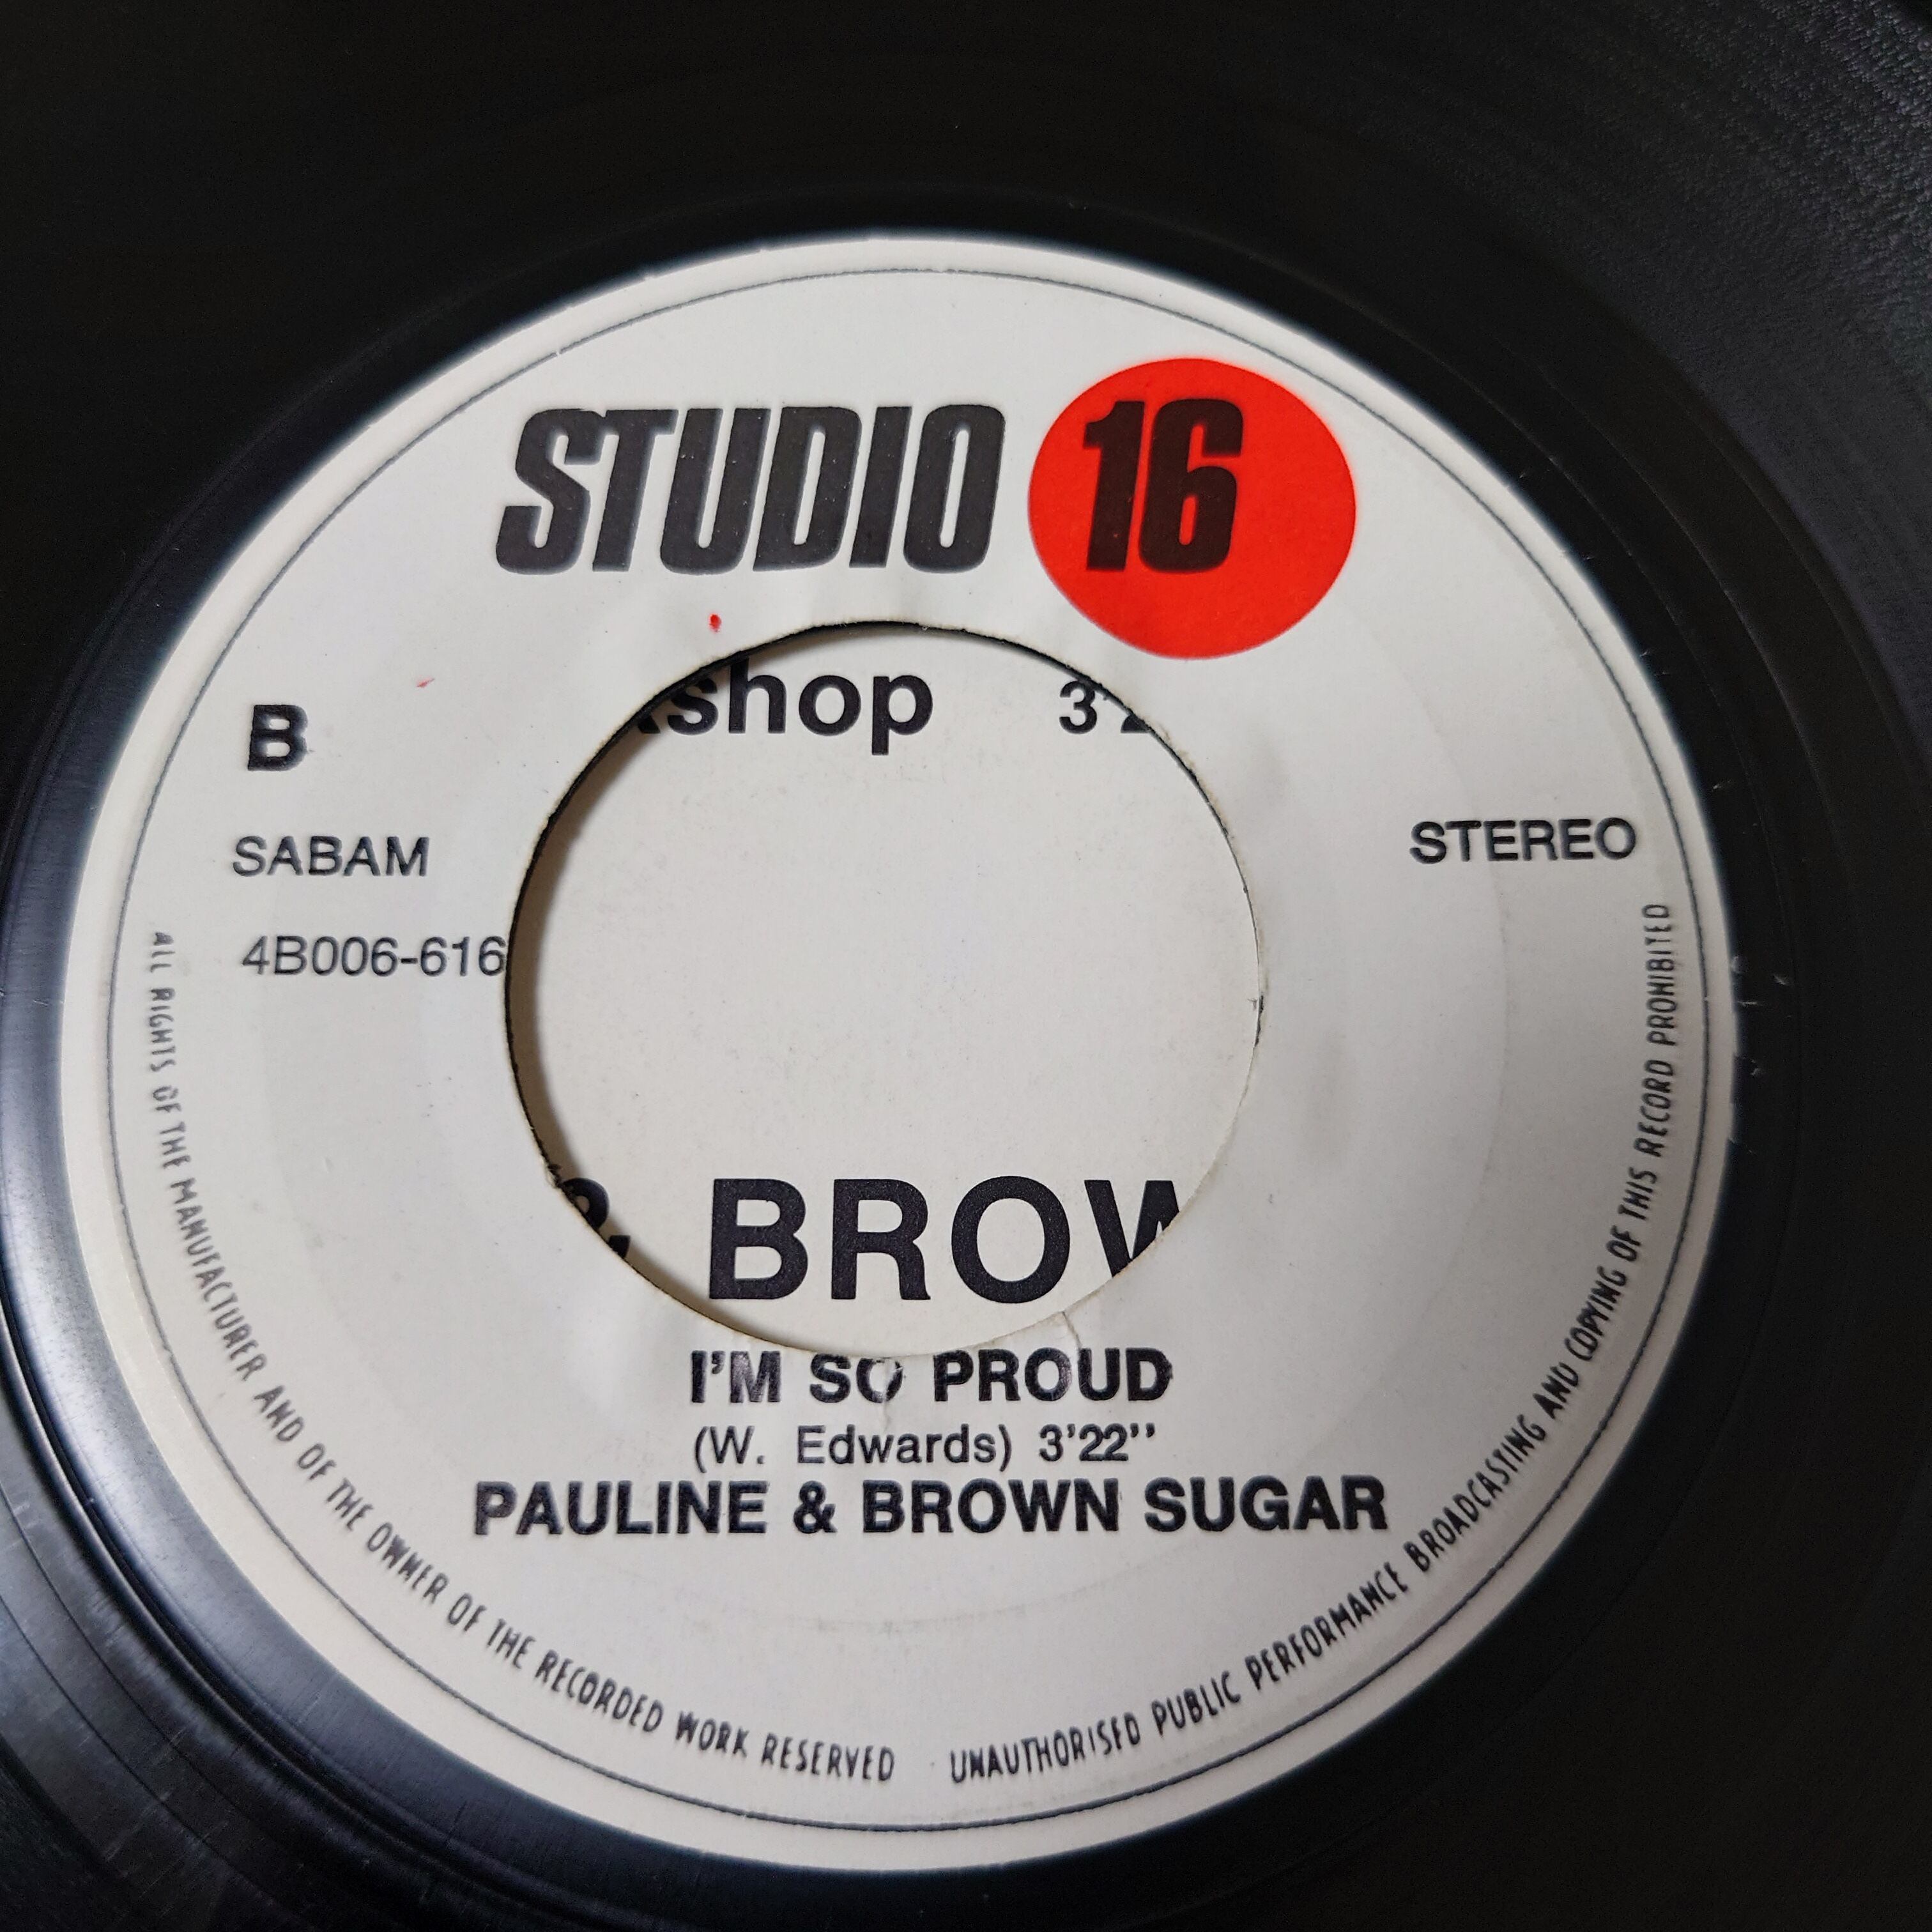 STUDIO 16
shop 3'2
B
SABAM
STEREO
4B006-616
& BROW
I'M SO PROUD
(W. Edwards) 3'22''
PAULINE & BROWN SUGAR
ALL RIGHTS OF THE MANUFACTURER AND OF THE OWNER OF THE RECORDED WORK RESERVED
UNAUTHORISED PUBLIC PERFORMANCE BROADCASTING AND COPYING OF THIS RECORD PROHIBITED